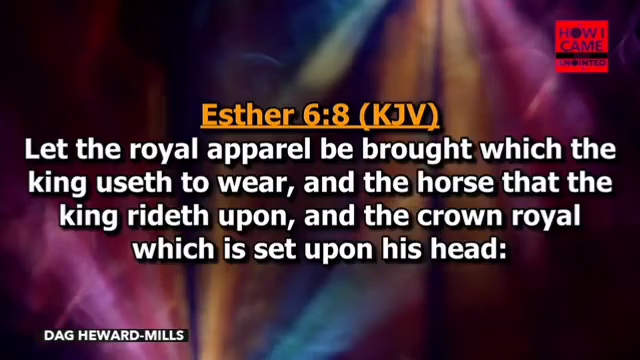 HOW I
CAME
UNOINTED
Esther 6:8 (KJV)
Let the royal apparel be brought which the
king useth to wear, and the horse that the
king rideth upon, and the crown royal
which is set upon his head:
DAG HEWARD-MILLS